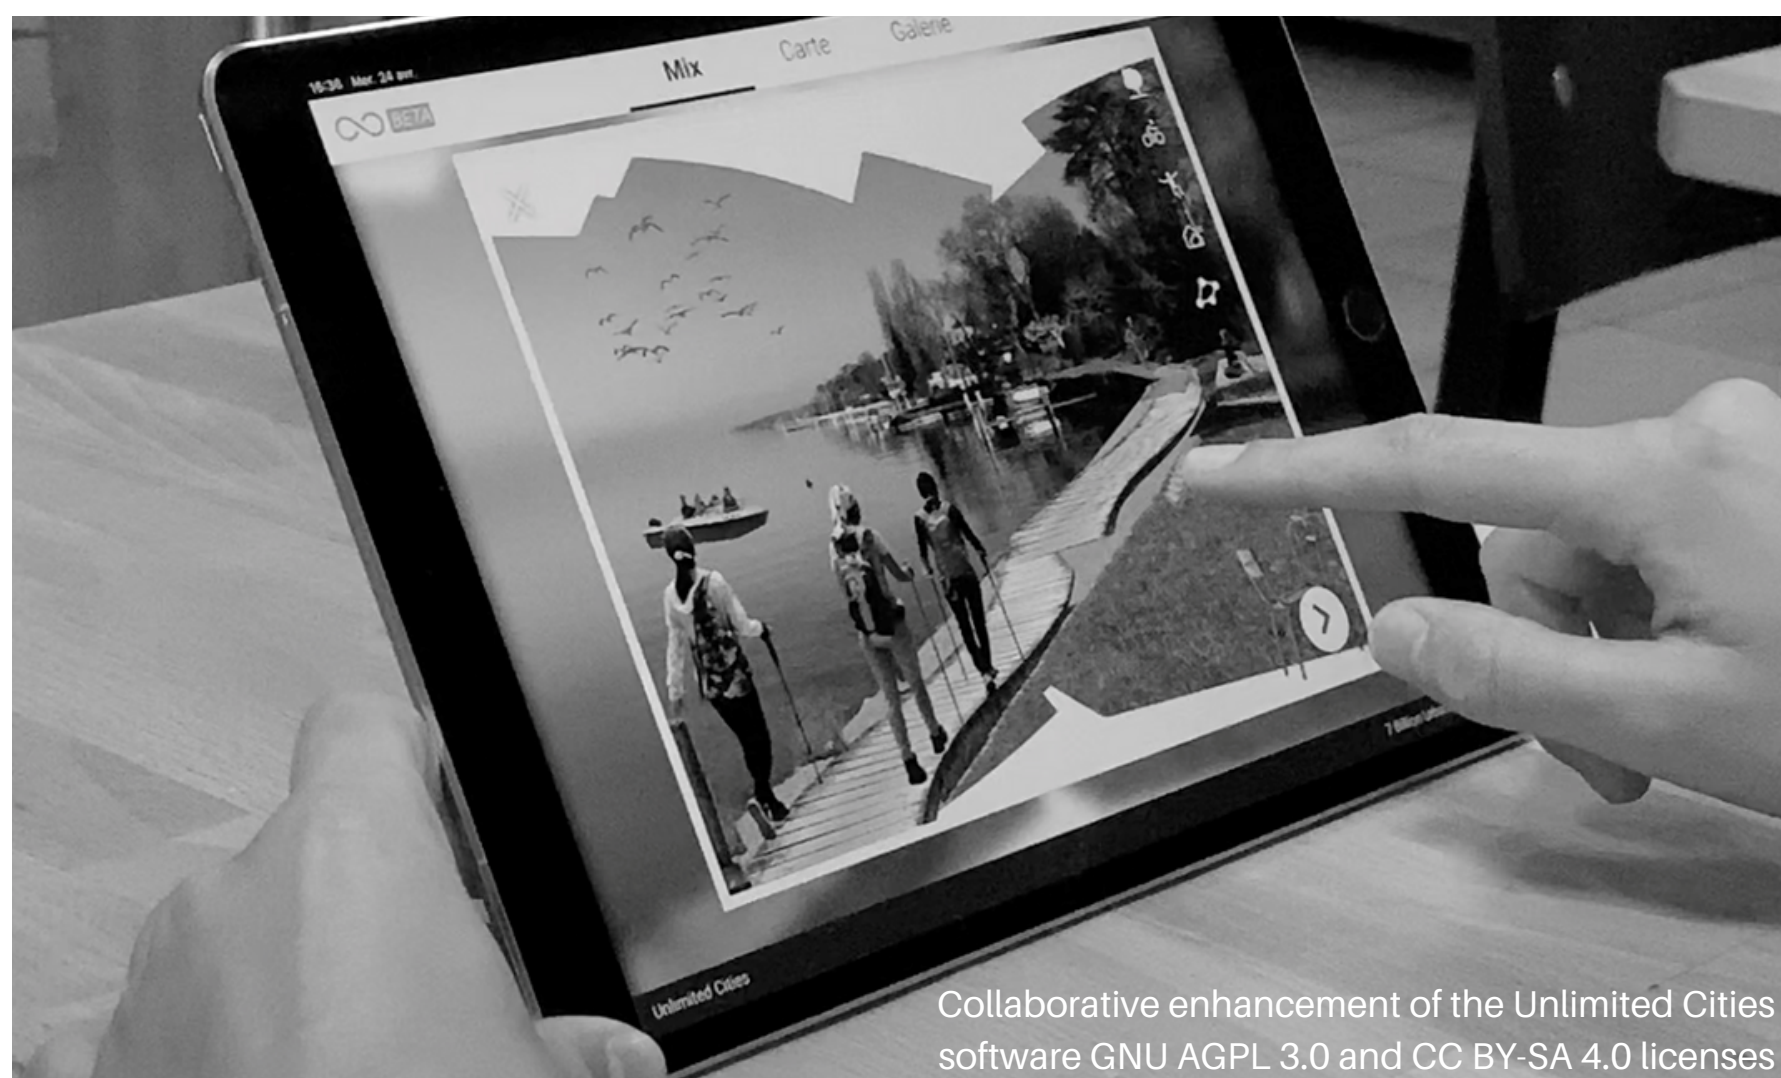 16:36 Mer. 24 avr.
BETA
Mix
Carte
Galerie
Unlimited Cities
Collaborative enhancement of the Unlimited Cities
software GNU AGPL 3.0 and CC BY-SA 4.0 licenses